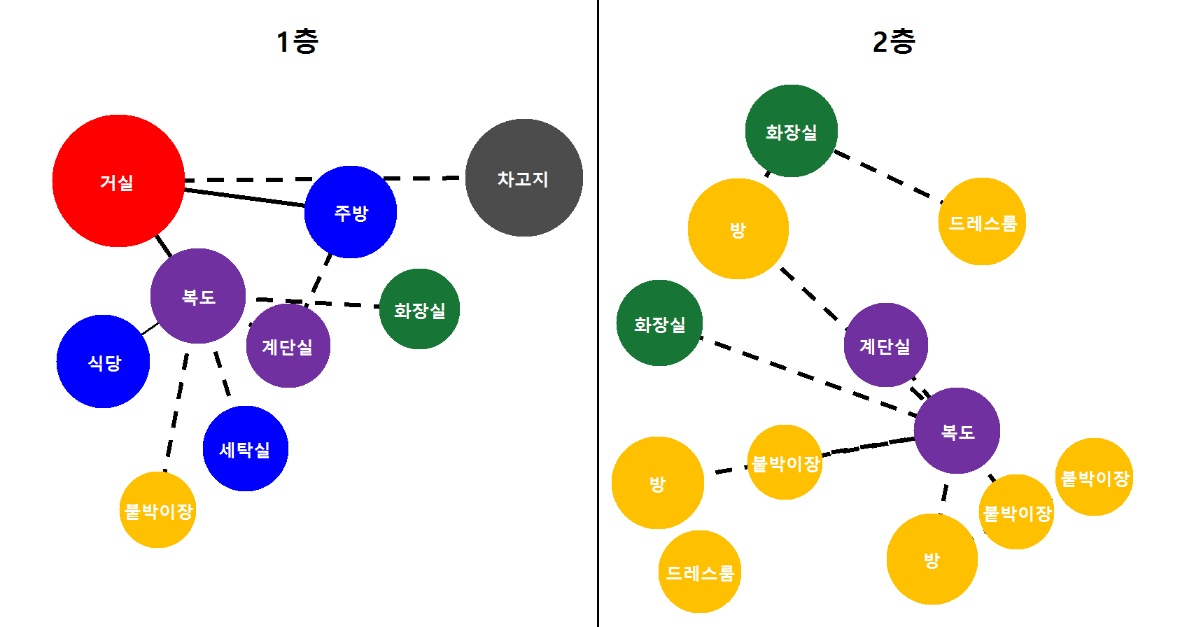 1층
거실
차고지
주방
복도
화장실
계단실
식당
세탁실
붙박이장
2층
화장실
방
드레스룸
화장실
계단실
복도
붙박이장
방
붙박이장
붙박이장
방
드레스룸